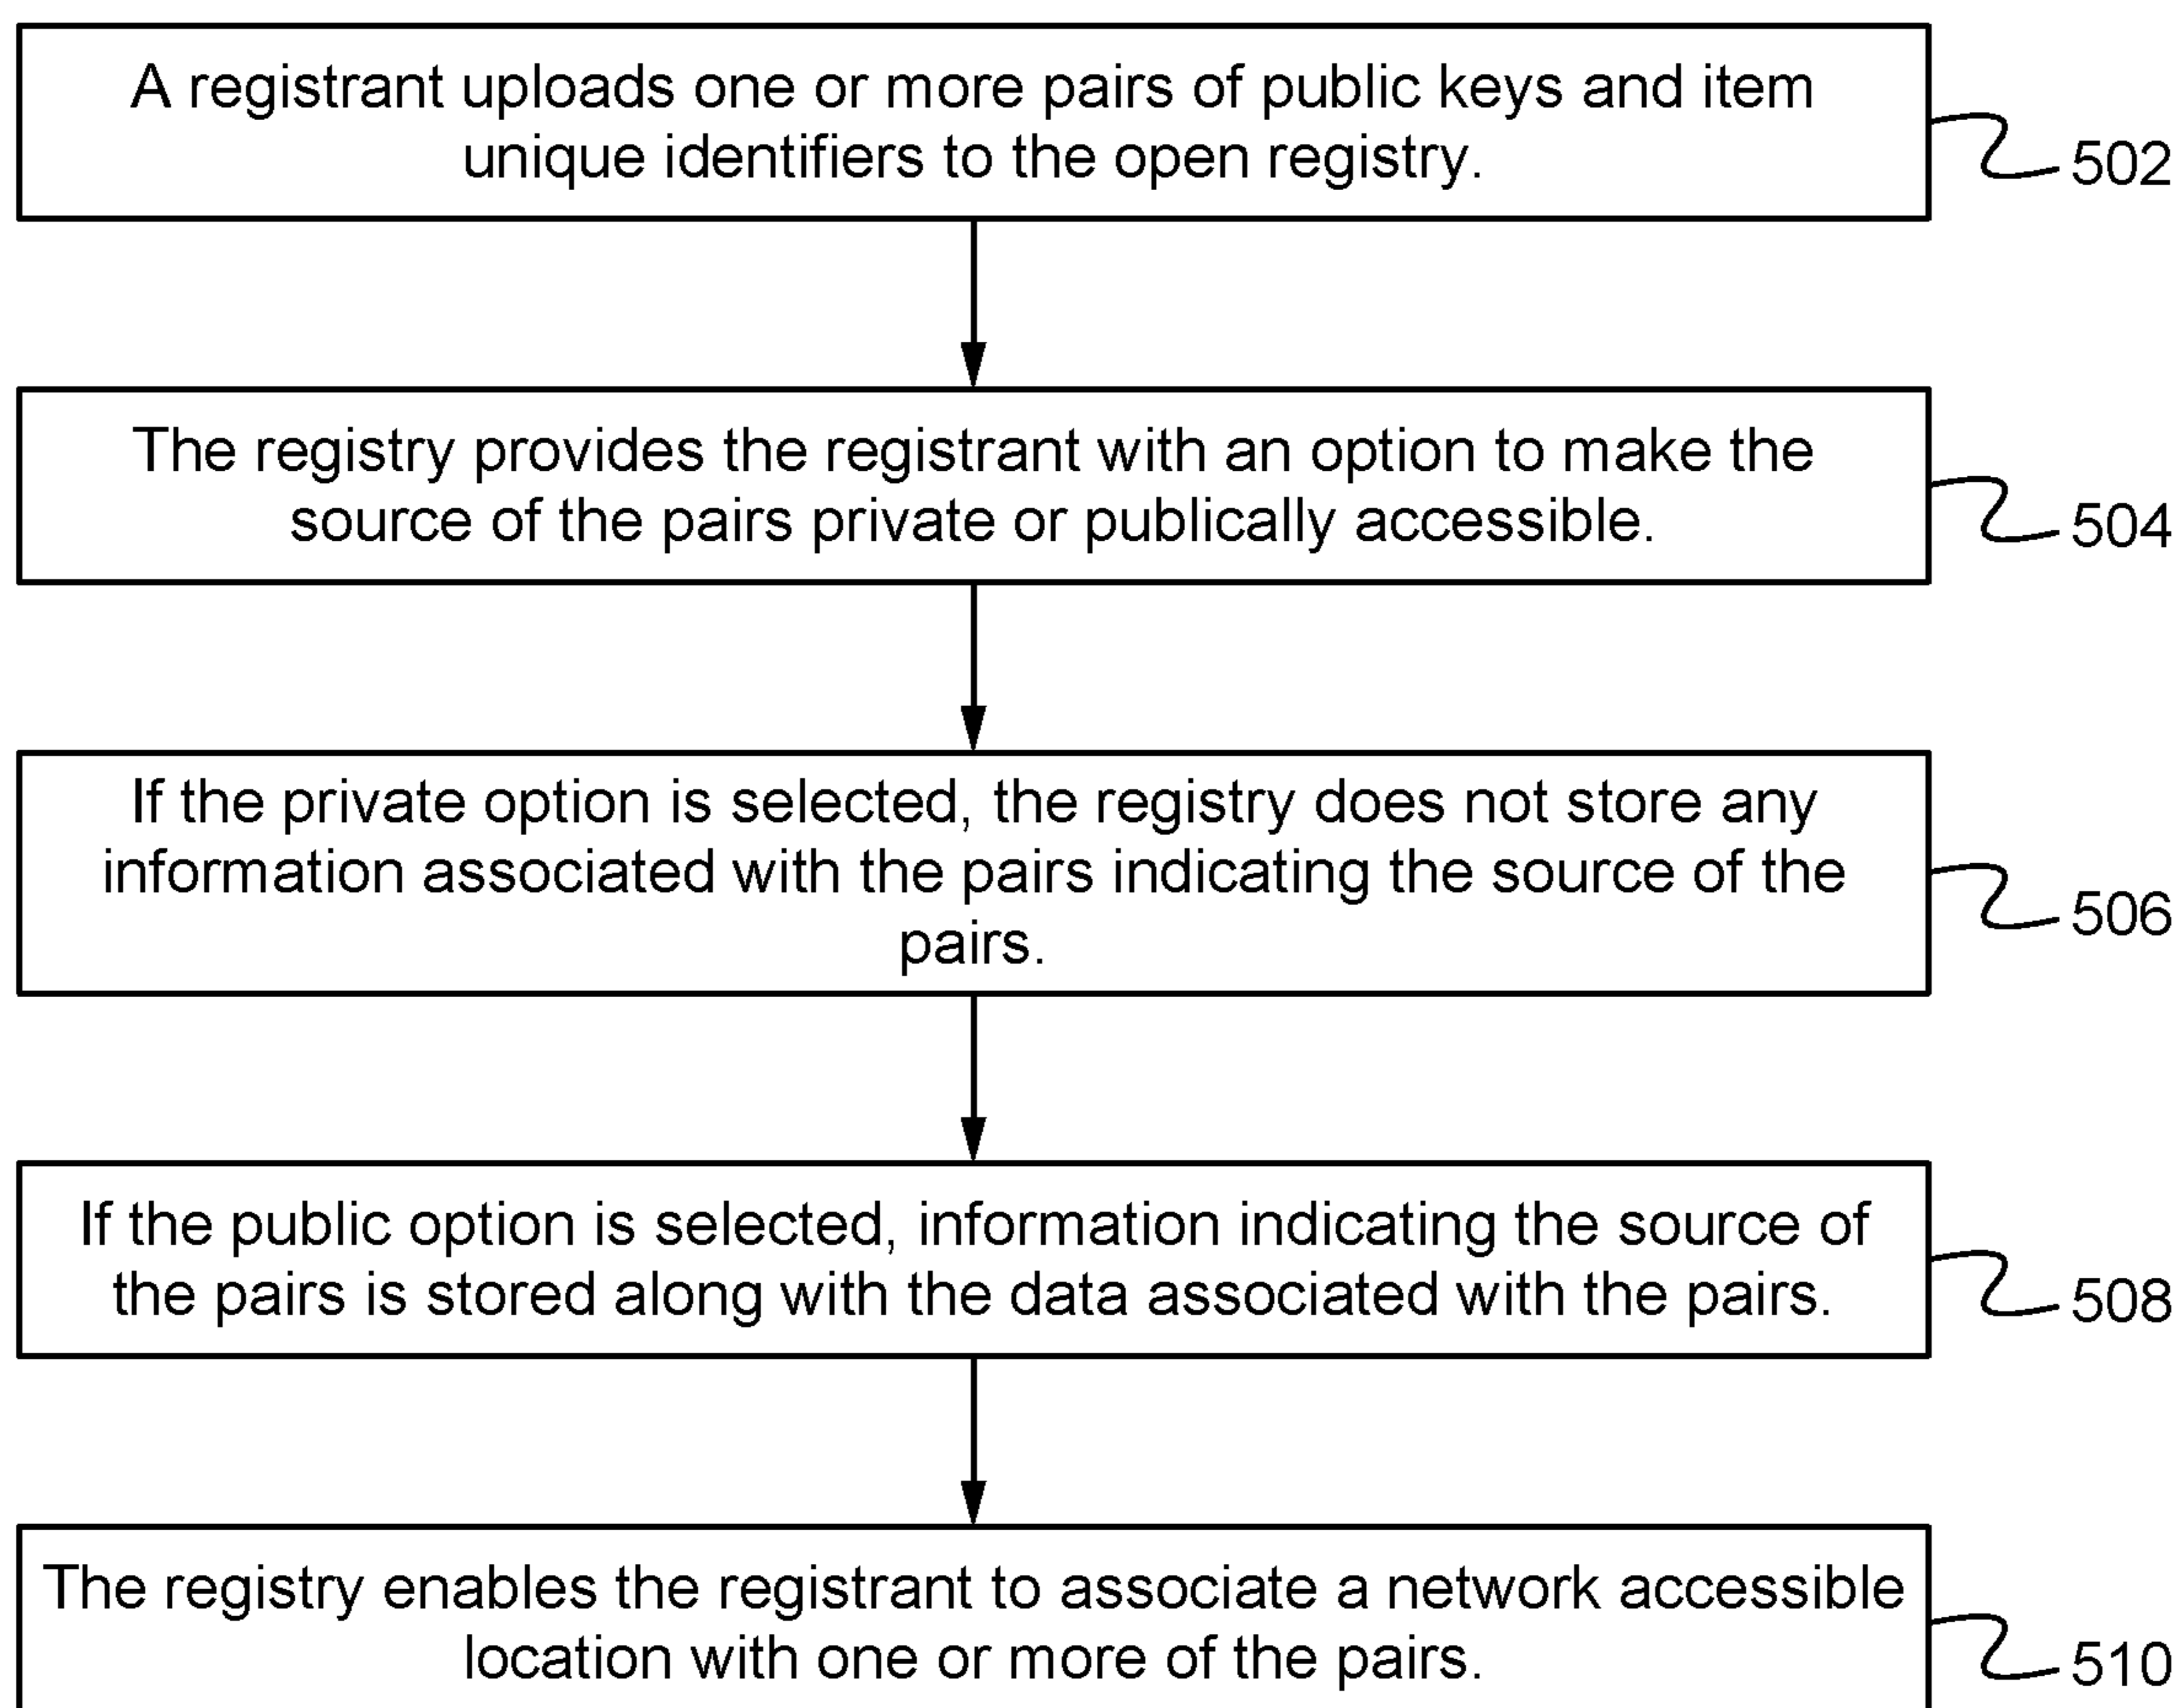 A registrant uploads one or more pairs of public keys and item
unique identifiers to the open registry.
502
The registry provides the registrant with an option to make the
source of the pairs private or publically accessible.
504
If the private option is selected, the registry does not store any
information associated with the pairs indicating the source of the
pairs.
506
If the public option is selected, information indicating the source of
the pairs is stored along with the data associated with the pairs.
508
The registry enables the registrant to associate a network accessible
location with one or more of the pairs.
510